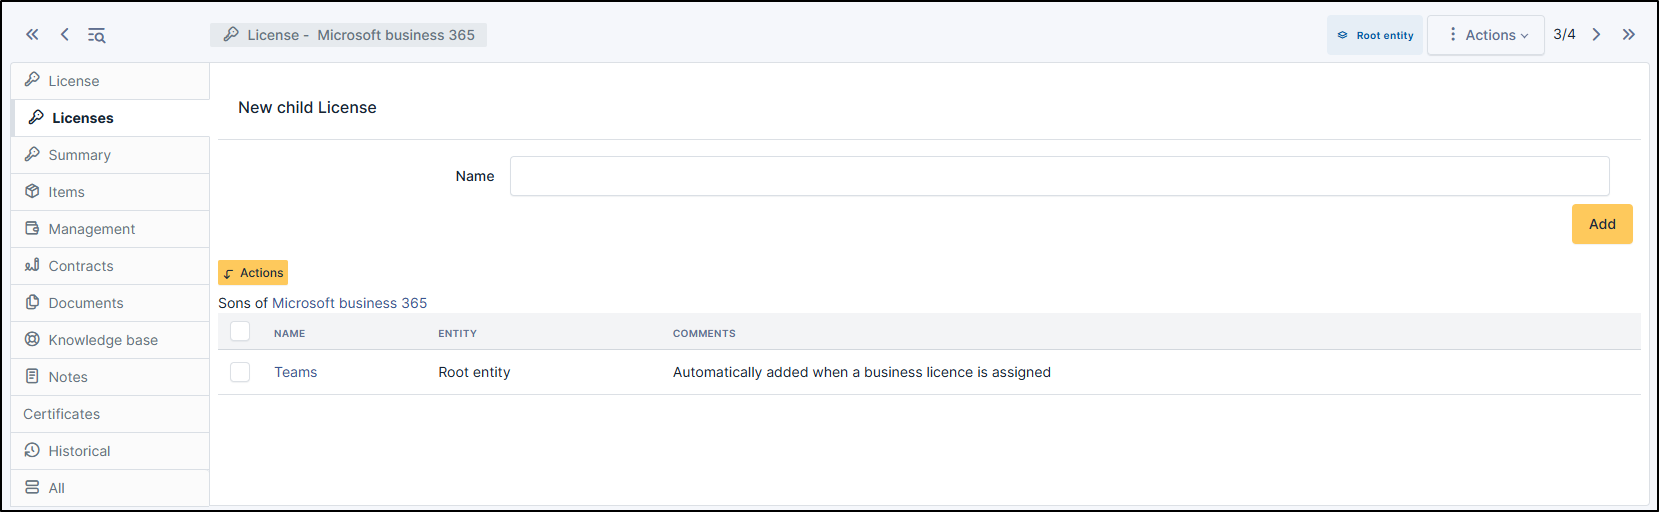 License - Microsoft business 365
Root entity
Actions
3/4
License
Licenses
Summary
Items
Management
Contracts
Documents
Knowledge base
Notes
Certificates
Historical
All
New child License
Name
Add
Actions
Sons of Microsoft business 365
NAME ENTITY COMMENTS
Teams Root entity Automatically added when a business licence is assigned